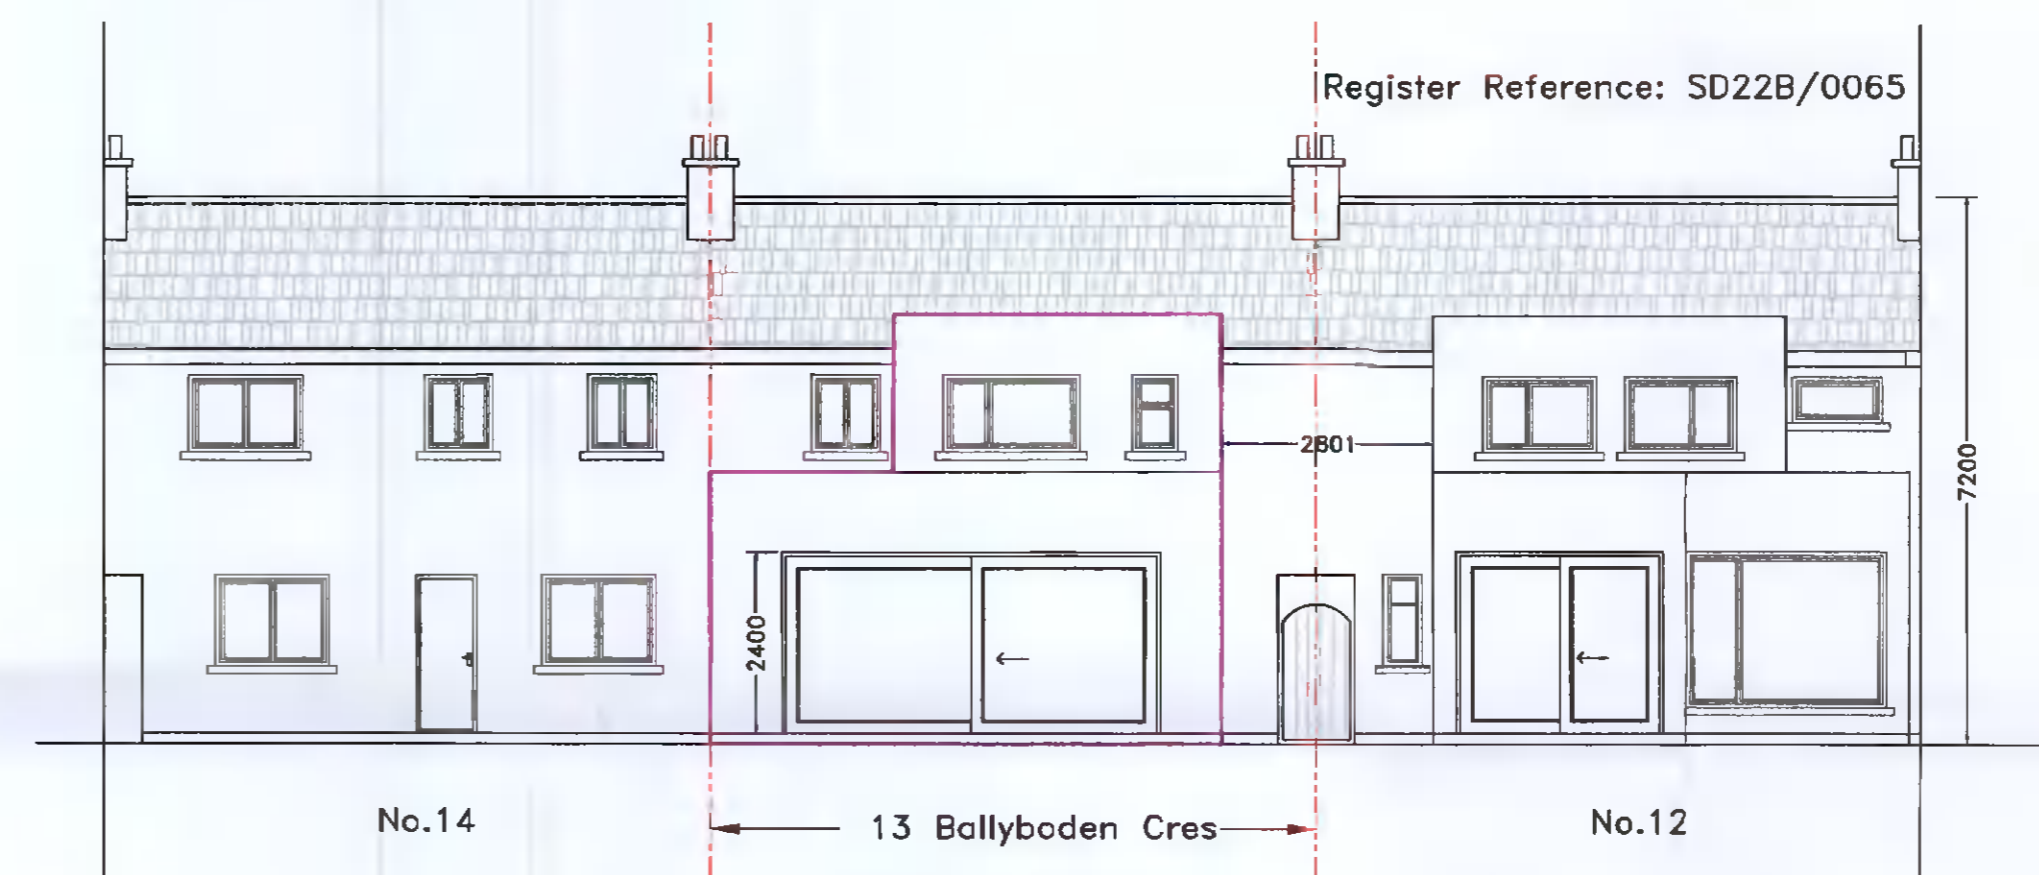 Register Reference: SD22B/0065
2801
7200
2400
No.14
13 Ballyboden Cres
No.12